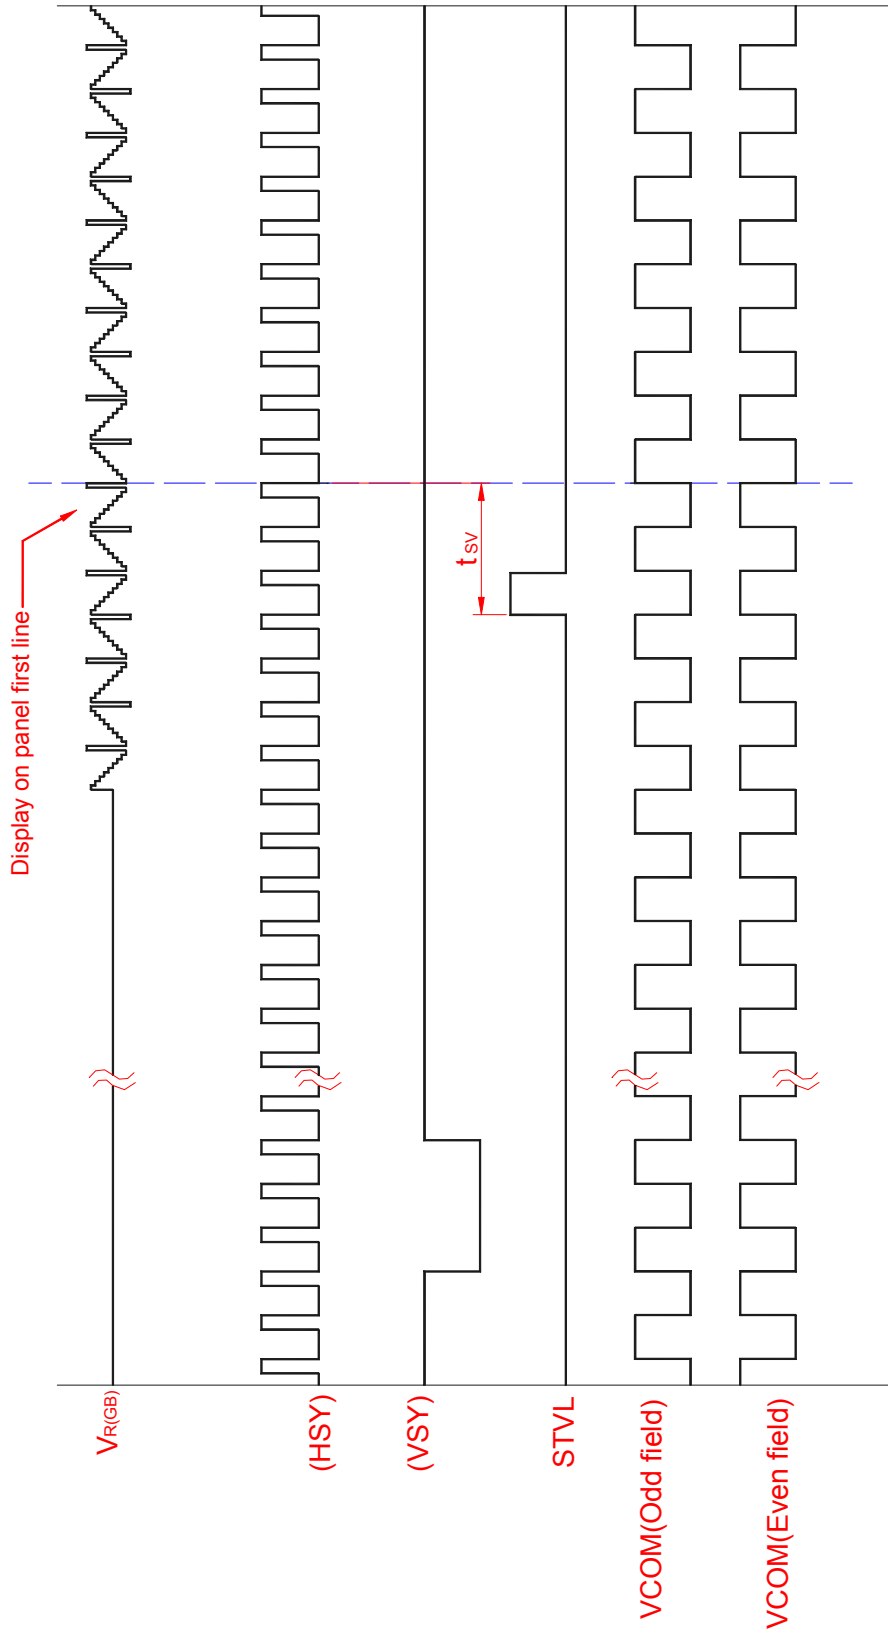 Display on panel first line
VR(GB)
(HSY)
(VSY)
tSV
STVL
VCOM(Odd field)
VCOM(Even field)